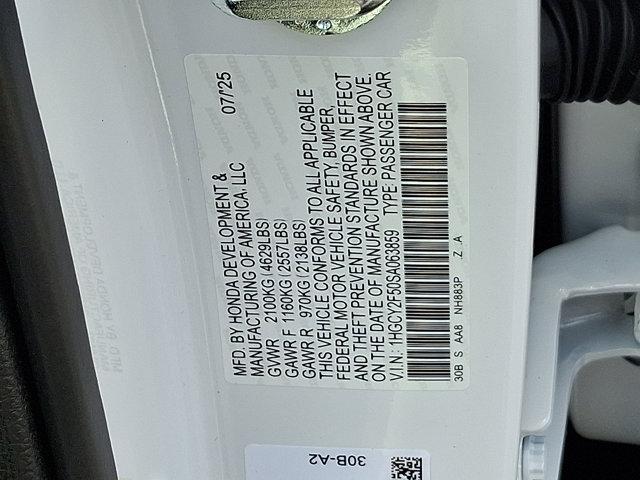 MFD. BY HONDA DEVELOPMENT & 07/'25
MANUFACTURING OF AMERICA, LLC
GVWR 2100KG (4629LBS)
GAWR F 1160KG (2557LBS)
GAWR R 970KG (2138LBS)
THIS VEHICLE CONFORMS TO ALL APPLICABLE
FEDERAL MOTOR VEHICLE SAFETY, BUMPER,
AND THEFT PREVENTION STANDARDS IN EFFECT
ON THE DATE OF MANUFACTURE SHOWN ABOVE.
V.I.N.: 1HGCY2F50SA063859 TYPE: PASSENGER CAR
30B S AA8 NH883P Z A
30B-A2